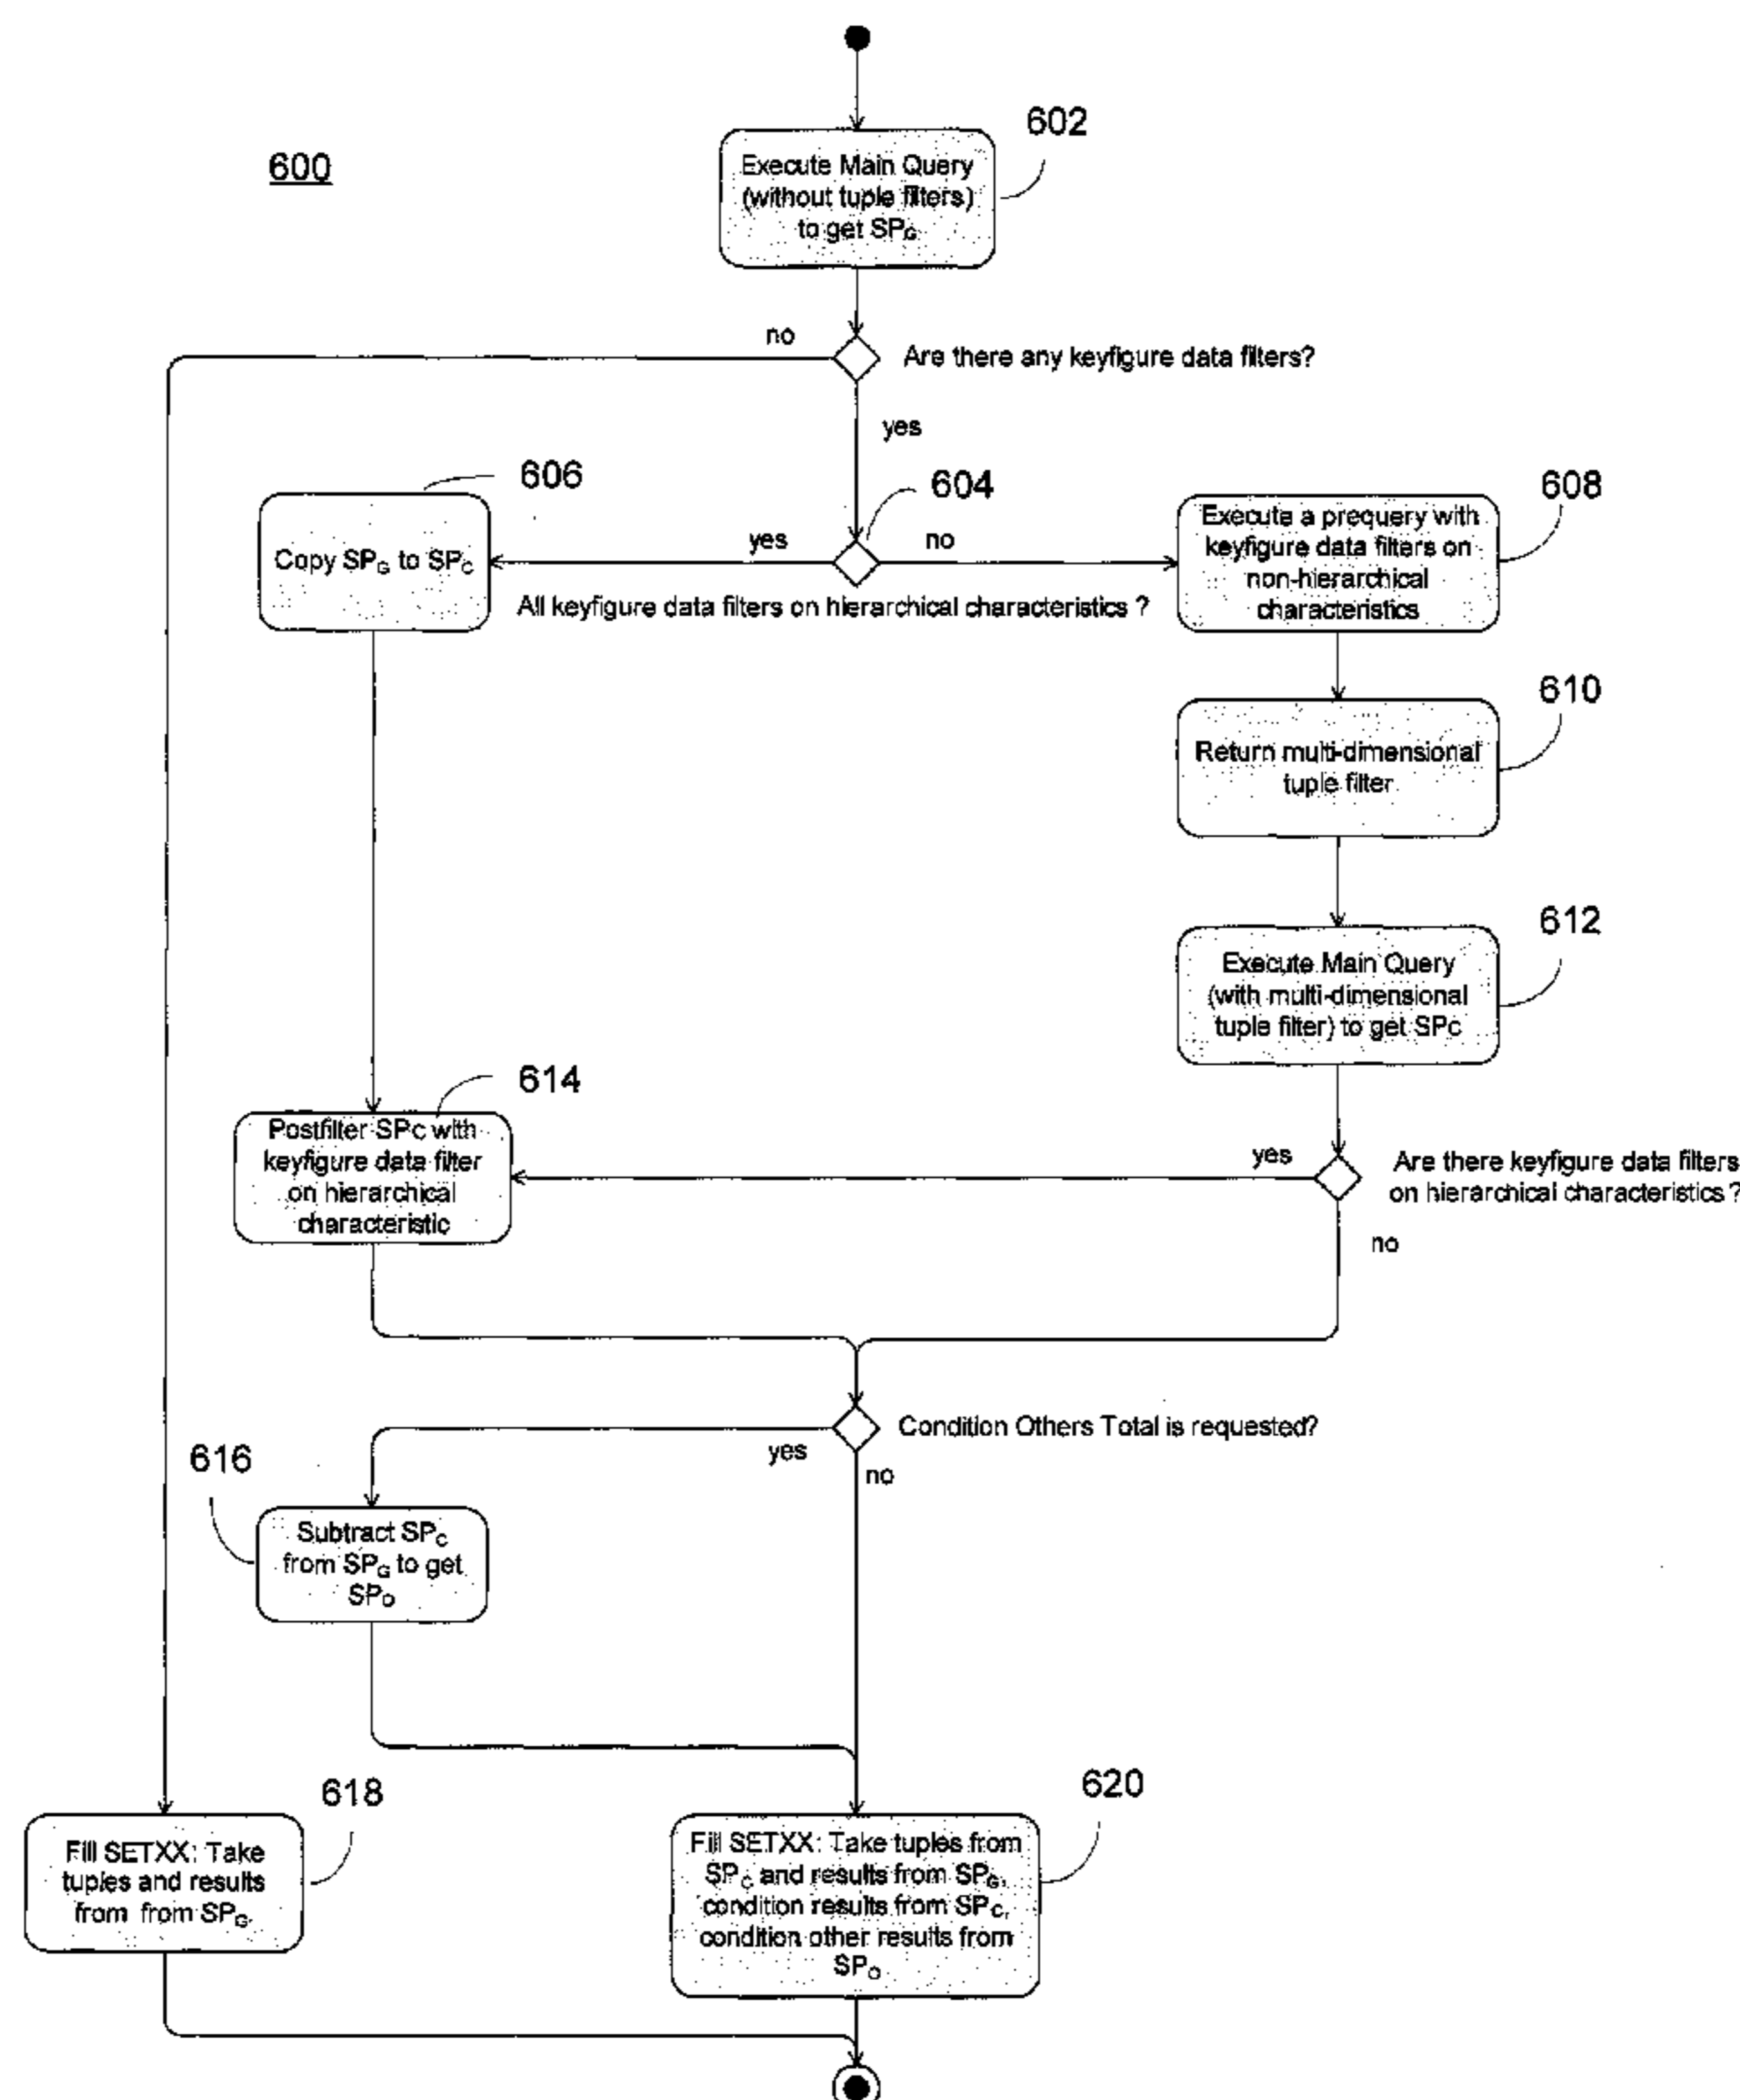 600
602
Execute Main Query
(without tuple filters)
to get SPG
no
Are there any keyfigure data filters?
yes
606
604
608
Copy SPG to SPC
yes
no
Execute a prequery with
keyfigure data filters on
non-hierarchical
characteristics
All keyfigure data filters on hierarchical characteristics ?
610
Return multi-dimensional
tuple filter
612
Execute Main Query
(with multi-dimensional
tuple filter) to get SPC
614
Postfilter SPC with
keyfigure data filter
on hierarchical
characteristic
yes
Are there keyfigure data filters
on hierarchical characteristics ?
no
Condition Others Total is requested?
yes
no
616
Subtract SPC
from SPG to get
SPO
618
Fill SETXX: Take
tuples and results
from from SPG.
620
Fill SETXX: Take tuples from
SPC and results from SPG,
condition results from SPC,
condition other results from
SPO